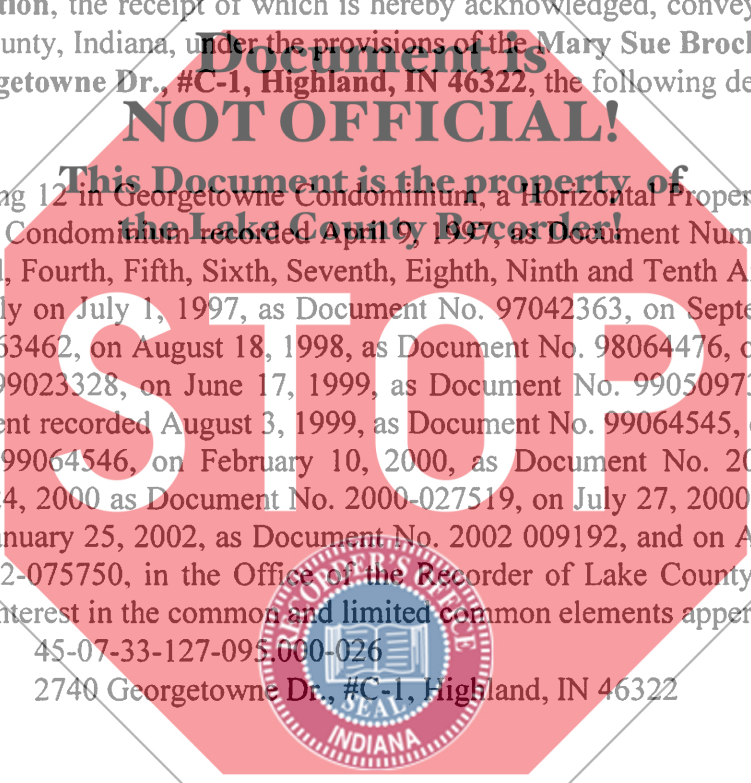 tion, the receipt of which is hereby acknowledged, convey
ounty, Indiana, under the provisions of the Mary Sue Brock
Document is
getowne Dr., #C-1, Highland, IN 46322, the following de
NOT OFFICIAL!
This Document is the property of
ng 12 in Georgetowne Condominium, a Horizontal Proper
the Lake County Recorder!
Condominium recorded April 9, 1997, as Document Num
, Fourth, Fifth, Sixth, Seventh, Eighth, Ninth and Tenth A
ly on July 1, 1997, as Document No. 97042363, on Septe
63462, on August 18, 1998, as Document No. 98064476, o
99023328, on June 17, 1999, as Document No. 9905097
STOP
ent recorded August 3, 1999, as Document No. 99064545,
99064546, on February 10, 2000, as Document No. 20
24, 2000 as Document No. 2000-027519, on July 27, 2000
nuary 25, 2002, as Document No. 2002 009192, and on A
2-075750, in the Office of the Recorder of Lake County
nterest in the common and limited common elements apper
45-07-33-127-095.000-026
2740 Georgetowne Dr., #C-1, Highland, IN 46322
RECORDER'S OFFICE
SEAL
INDIANA